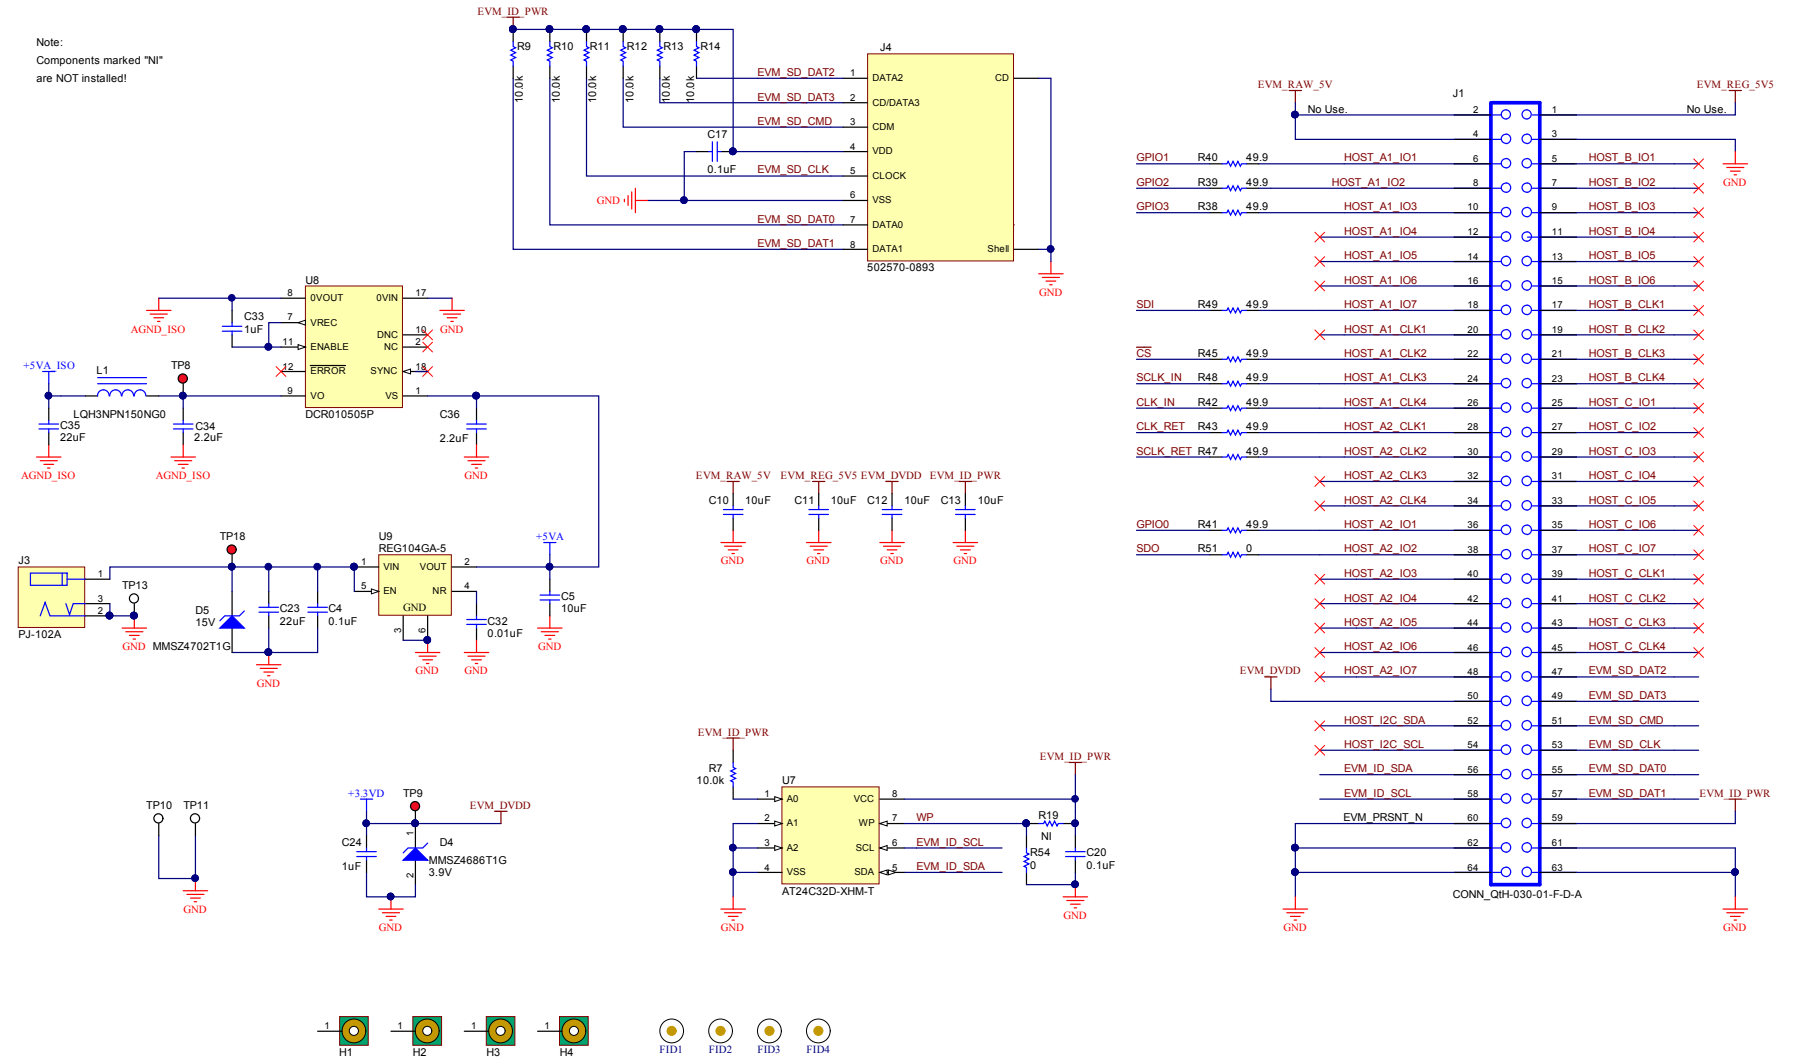 Note:
Components marked "NI"
are NOT installed!
EVM_ID_PWR
R9 R10 R11 R12 R13 R14
10.0k 10.0k 10.0k 10.0k 10.0k 10.0k
J4
EVM_SD_DAT2 1 DATA2 CD
EVM_SD_DAT3 2 CD/DATA3
EVM_SD_CMD 3 CDM
C17 4 VDD
0.1uF
EVM_SD_CLK 5 CLOCK
GND 6 VSS
EVM_SD_DAT0 7 DATA0
EVM_SD_DAT1 8 DATA1 Shell
502570-0893
GND
U8
8 0VOUT 0VIN 17
AGND_ISO
C33
1uF
7 VREC
GND
DNC 10
11 ENABLE NC 2
12 ERROR SYNC 18
+5VA_ISO
L1
TP8
9 VO VS 1
LQH3NPN150NG0
DCR010505P
C35
22uF
C34
2.2uF
C36
2.2uF
AGND_ISO
AGND_ISO
GND
EVM_RAW_5V EVM_REG_5V5 EVM_DVDD EVM_ID_PWR
C10 10uF C11 10uF C12 10uF C13 10uF
GND GND GND GND
J3
1
3
2
PJ-102A
TP13
GND
TP18
D5
15V
MMSZ4702T1G
C23
22uF
C4
0.1uF
GND
U9
REG104GA-5
1 VIN VOUT 2
5 EN NR 4
GND
3 6
GND
C32
0.01uF
GND
+5VA
C5
10uF
GND
TP10 TP11
GND
+3.3VD
TP9
EVM_DVDD
C24
1uF
1
D4
MMSZ4686T1G
3.9V
2
GND
EVM_ID_PWR
R7
10.0k
U7
1 A0 VCC 8
2 A1 WP 7 WP
3 A2 SCL 6 EVM_ID_SCL
4 VSS SDA 5 EVM_ID_SDA
AT24C32D-XHM-T
GND
EVM_ID_PWR
R19
NI
R54
0
C20
0.1uF
GND
EVM_RAW_5V
J1
EVM_REG_5V5
No Use. 2 1 No Use.
4 3
GND
GPIO1 R40 49.9 HOST_A1_IO1 6 5 HOST_B_IO1
GPIO2 R39 49.9 HOST_A1_IO2 8 7 HOST_B_IO2
GPIO3 R38 49.9 HOST_A1_IO3 10 9 HOST_B_IO3
HOST_A1_IO4 12 11 HOST_B_IO4
HOST_A1_IO5 14 13 HOST_B_IO5
HOST_A1_IO6 16 15 HOST_B_IO6
SDI R49 49.9 HOST_A1_IO7 18 17 HOST_B_CLK1
HOST_A1_CLK1 20 19 HOST_B_CLK2
CS R45 49.9 HOST_A1_CLK2 22 21 HOST_B_CLK3
SCLK_IN R48 49.9 HOST_A1_CLK3 24 23 HOST_B_CLK4
CLK_IN R42 49.9 HOST_A1_CLK4 26 25 HOST_C_IO1
CLK_RET R43 49.9 HOST_A2_CLK1 28 27 HOST_C_IO2
SCLK_RET R47 49.9 HOST_A2_CLK2 30 29 HOST_C_IO3
HOST_A2_CLK3 32 31 HOST_C_IO4
HOST_A2_CLK4 34 33 HOST_C_IO5
GPIO0 R41 49.9 HOST_A2_IO1 36 35 HOST_C_IO6
SDO R51 0 HOST_A2_IO2 38 37 HOST_C_IO7
HOST_A2_IO3 40 39 HOST_C_CLK1
HOST_A2_IO4 42 41 HOST_C_CLK2
HOST_A2_IO5 44 43 HOST_C_CLK3
HOST_A2_IO6 46 45 HOST_C_CLK4
EVM_DVDD
HOST_A2_IO7 48 47 EVM_SD_DAT2
50 49 EVM_SD_DAT3
HOST_I2C_SDA 52 51 EVM_SD_CMD
HOST_I2C_SCL 54 53 EVM_SD_CLK
EVM_ID_SDA 56 55 EVM_SD_DAT0
EVM_ID_SCL 58 57 EVM_SD_DAT1
EVM_ID_PWR
EVM_PRSNT_N 60 59
62 61
64 63
CONN_QtH-030-01-F-D-A
GND
GND
1 1 1 1
H1 H2 H3 H4
FID1 FID2 FID3 FID4